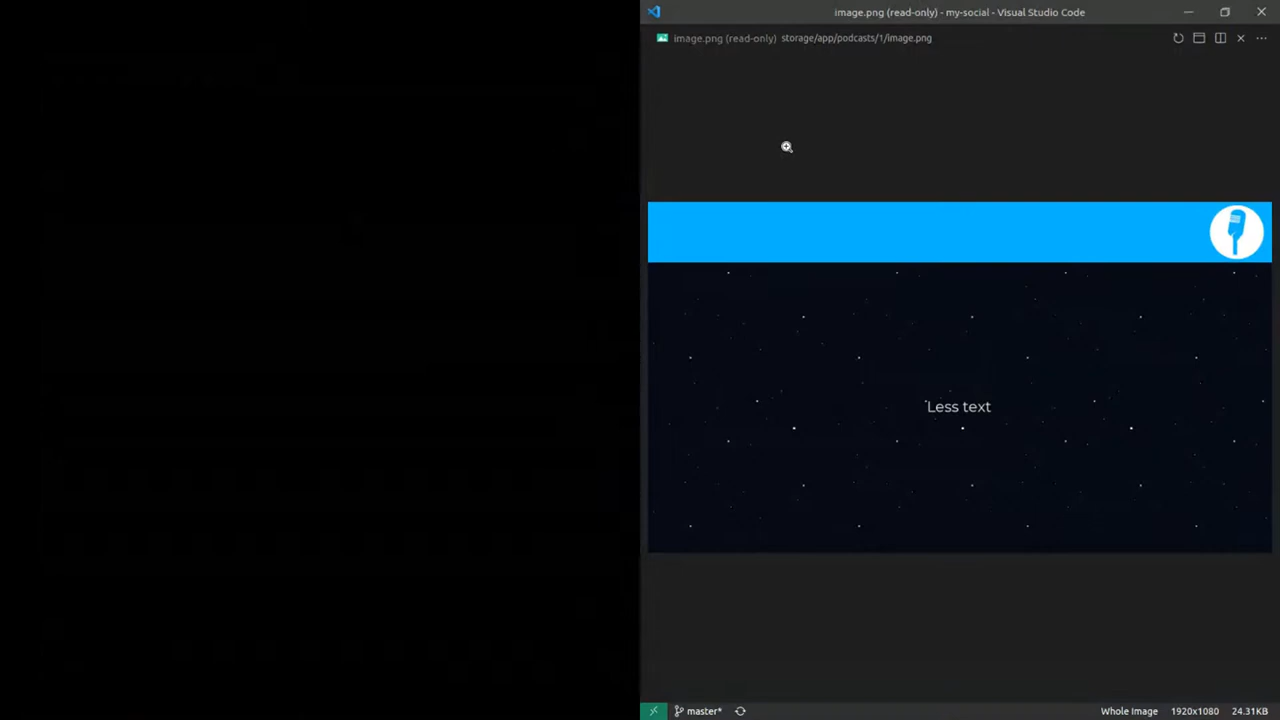 image.png (read-only) - my-social - Visual Studio Code
image.png (read-only) storage/app/podcasts/1/image.png
Less text
master*
Whole Image 1920x1080 24.31KB